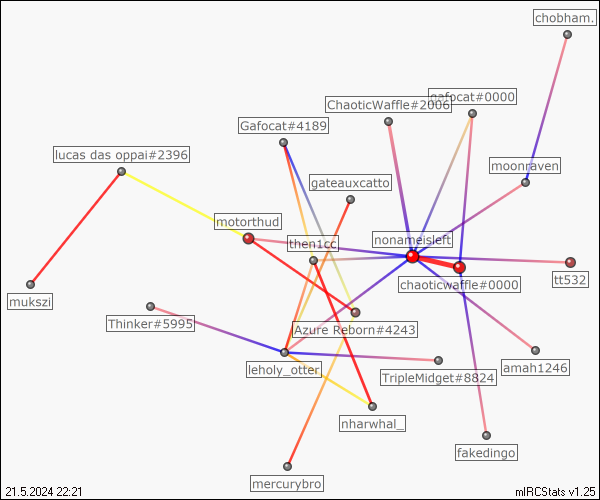 chobham.
ChaoticWaffle#2006
gafocat#0000
Gafocat#4189
lucas das oppai#2396
moonraven
gateauxcatto
motorthud
nonameisleft
then1cc
tt532
chaoticwaffle#0000
mukszi
Thinker#5995
Azure Reborn#4243
leholy_otter
amah1246
TripleMidget#8824
nharwhal_
fakedingo
mercurybro
21.5.2024 22:21
mIRCStats v1.25